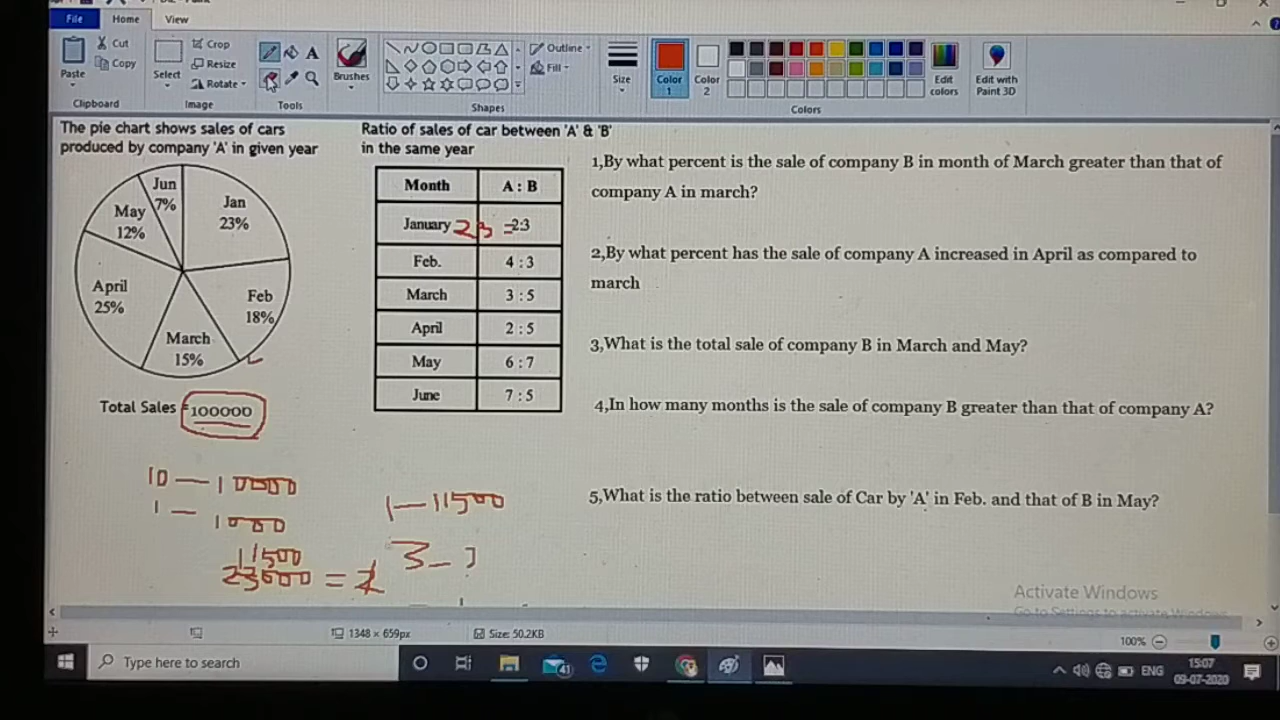 File Home View
Paste
Cut
Copy
Clipboard
Select
Crop
Resize
Rotate
Image
A
Tools
Brushes
Shapes
Outline
Fill
Size
Color 1
Color 2
Edit colors
Edit with Paint 3D
Colors
The pie chart shows sales of cars
produced by company 'A' in given year
Jun
7%
Jan
23%
May
12%
April
25%
Feb
18%
March
15%
Total Sales = 100000
10 — 10000
1 — 1000
11500
23000 = 2
Ratio of sales of car between 'A' & 'B'
in the same year
Month A : B
January 23 = 2:3
Feb. 4 : 3
March 3 : 5
April 2 : 5
May 6 : 7
June 7 : 5
1 — 11500
3 —
1,By what percent is the sale of company B in month of March greater than that of
company A in march?
2,By what percent has the sale of company A increased in April as compared to
march
3,What is the total sale of company B in March and May?
4,In how many months is the sale of company B greater than that of company A?
5,What is the ratio between sale of Car by 'A' in Feb. and that of B in May?
Activate Windows
Go to Settings to activate Windows.
1348 × 659px
Size: 50.2KB
100%
Type here to search
41
ENG
15:07
09-07-2020